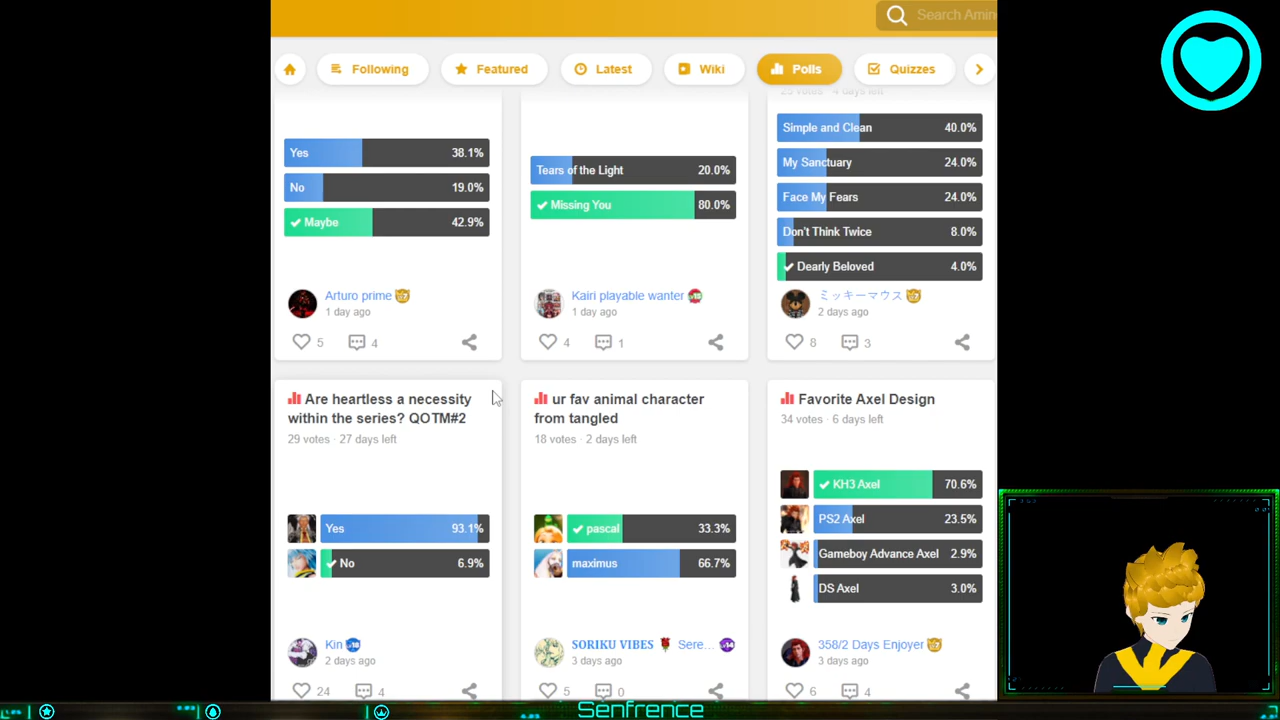 Search Amin
Following
Featured
Latest
Wiki
Polls
Quizzes
Yes 38.1%
No 19.0%
Maybe 42.9%
Arturo prime
1 day ago
5 4
Tears of the Light 20.0%
Missing You 80.0%
Kairi playable wanter
1 day ago
4 1
25 votes · 4 days left
Simple and Clean 40.0%
My Sanctuary 24.0%
Face My Fears 24.0%
Don't Think Twice 8.0%
Dearly Beloved 4.0%
ミッキーマウス
2 days ago
8 3
Are heartless a necessity
within the series? QOTM#2
29 votes · 27 days left
Yes 93.1%
No 6.9%
Kin
2 days ago
24 4
ur fav animal character
from tangled
18 votes · 2 days left
pascal 33.3%
maximus 66.7%
SORIKU VIBES 🌹 Sere...
3 days ago
5 0
Favorite Axel Design
34 votes · 6 days left
KH3 Axel 70.6%
PS2 Axel 23.5%
Gameboy Advance Axel 2.9%
DS Axel 3.0%
358/2 Days Enjoyer
3 days ago
6 4
Senfrence